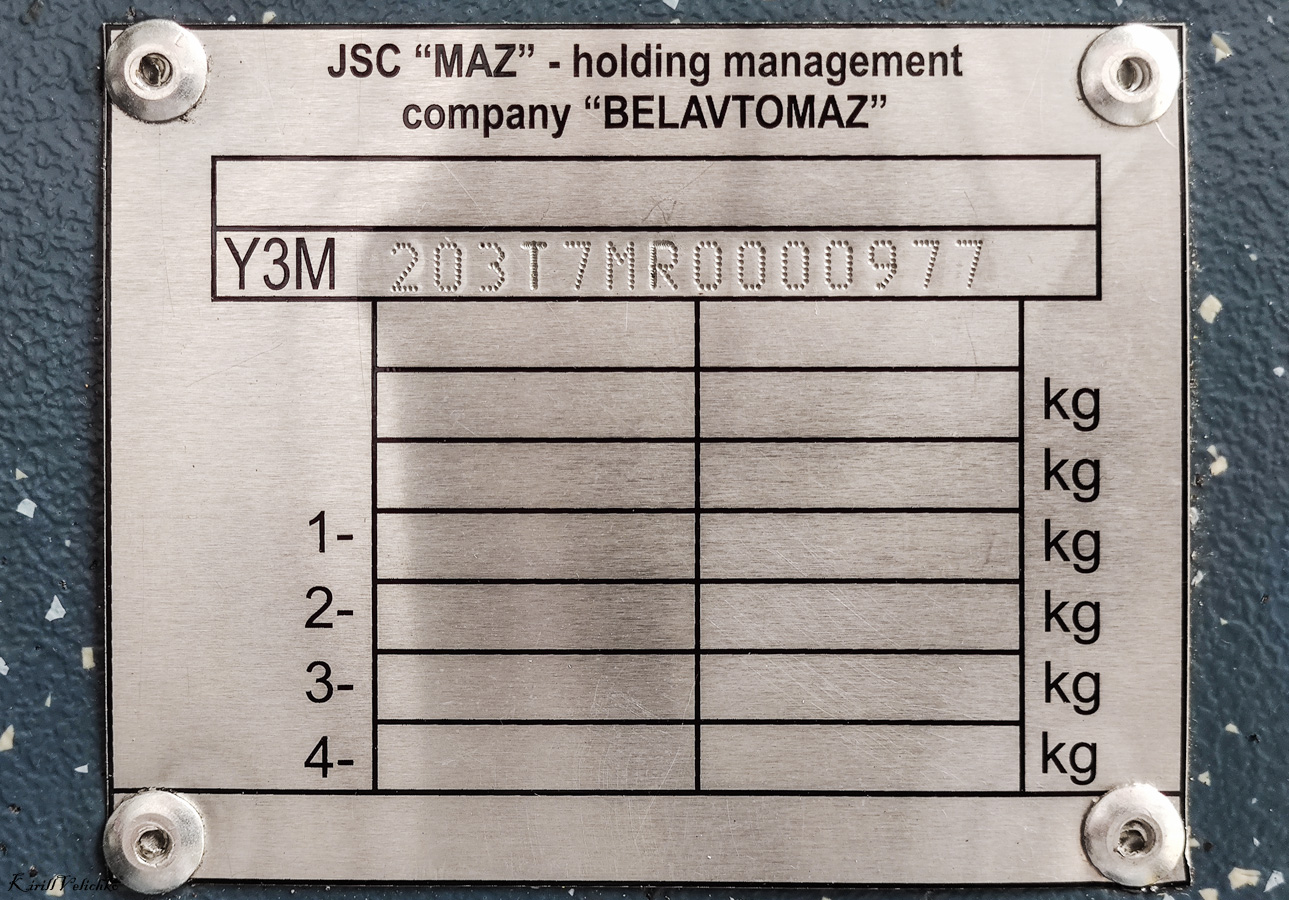 JSC “MAZ” - holding management
company “BELAVTOMAZ”
Y3M 203T7MR0000977
kg
kg
1- kg
2- kg
3- kg
4- kg
Kirill Velichko